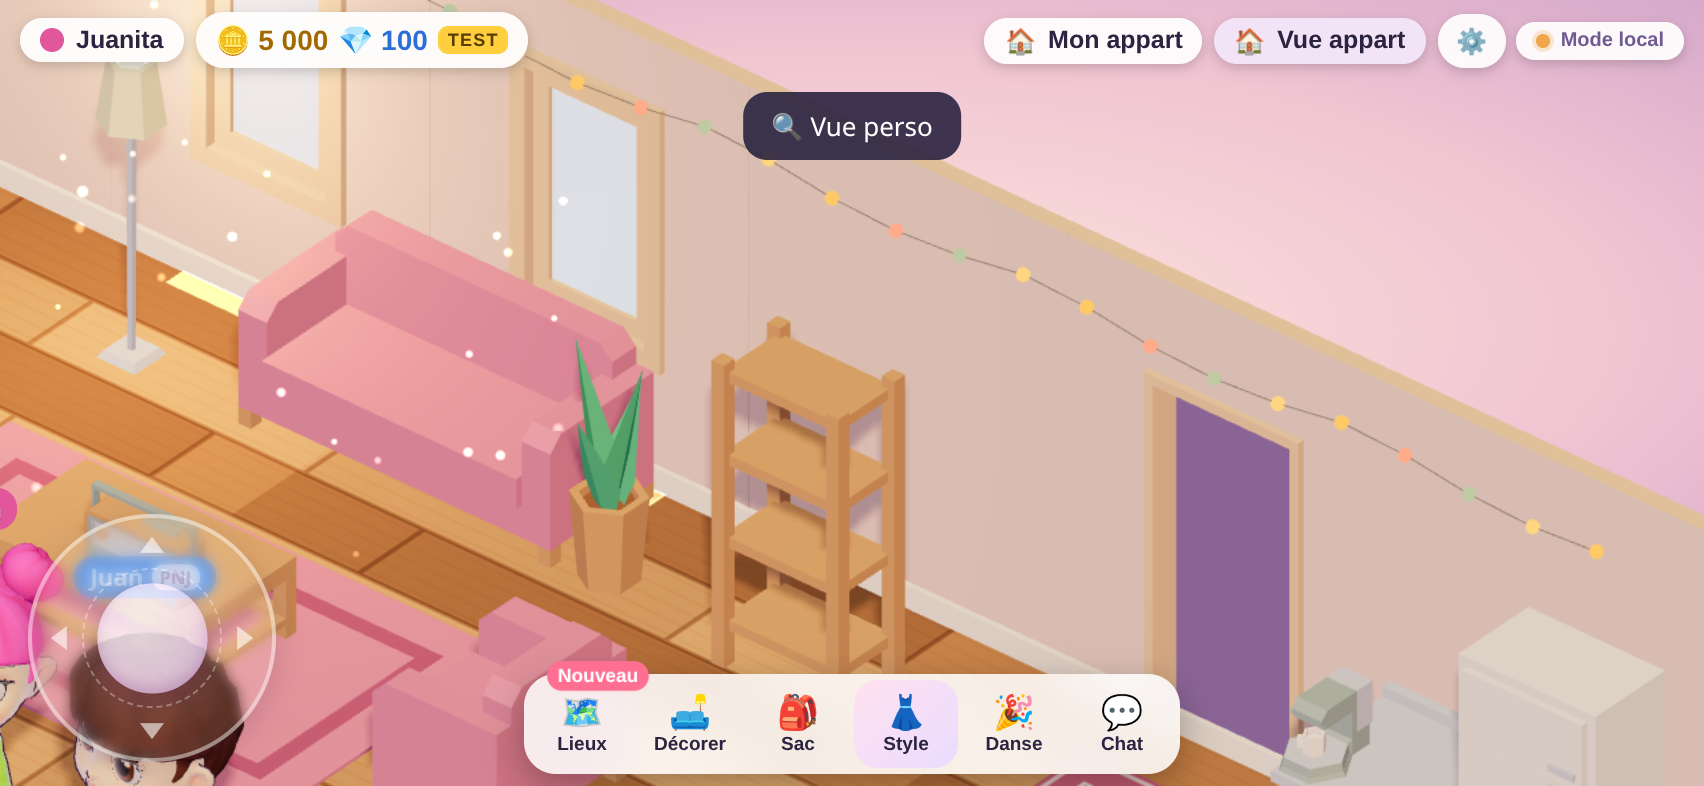 Juanita
5 000
100
TEST
Mon appart
Vue appart
Mode local
Vue perso
Juan PNJ
Nouveau
Lieux
Décorer
Sac
Style
Danse
Chat